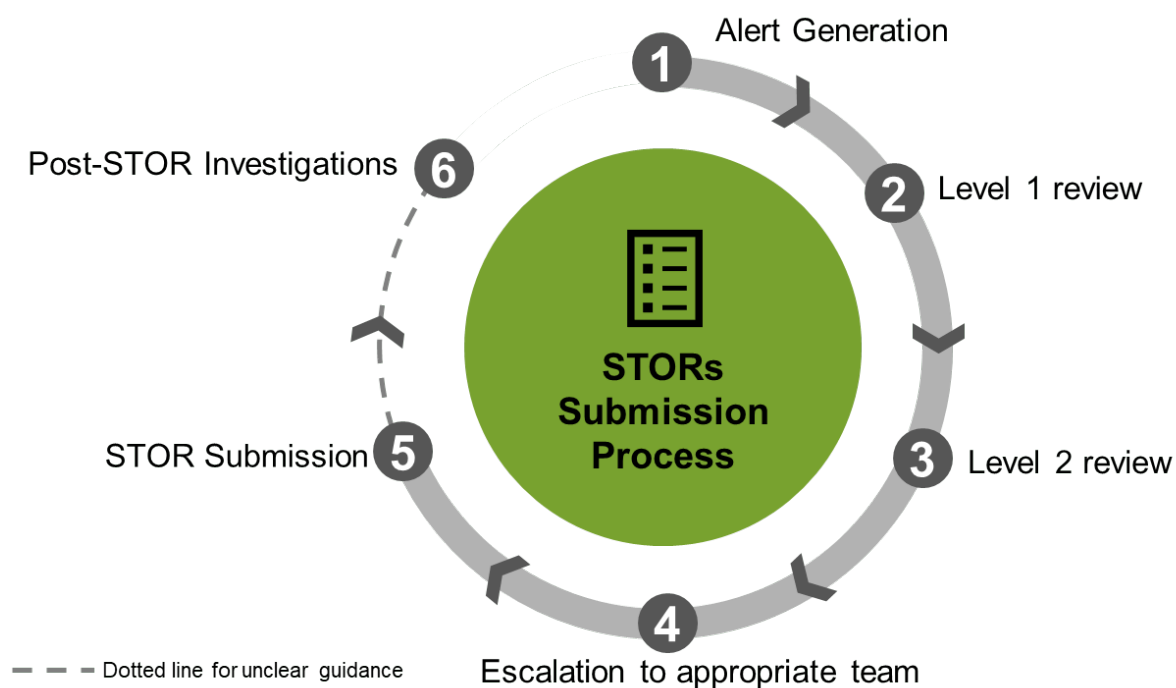 1
Alert Generation
2
Level 1 review
3
Level 2 review
4
Escalation to appropriate team
5
STOR Submission
6
Post-STOR Investigations
STORs
Submission
Process
Dotted line for unclear guidance